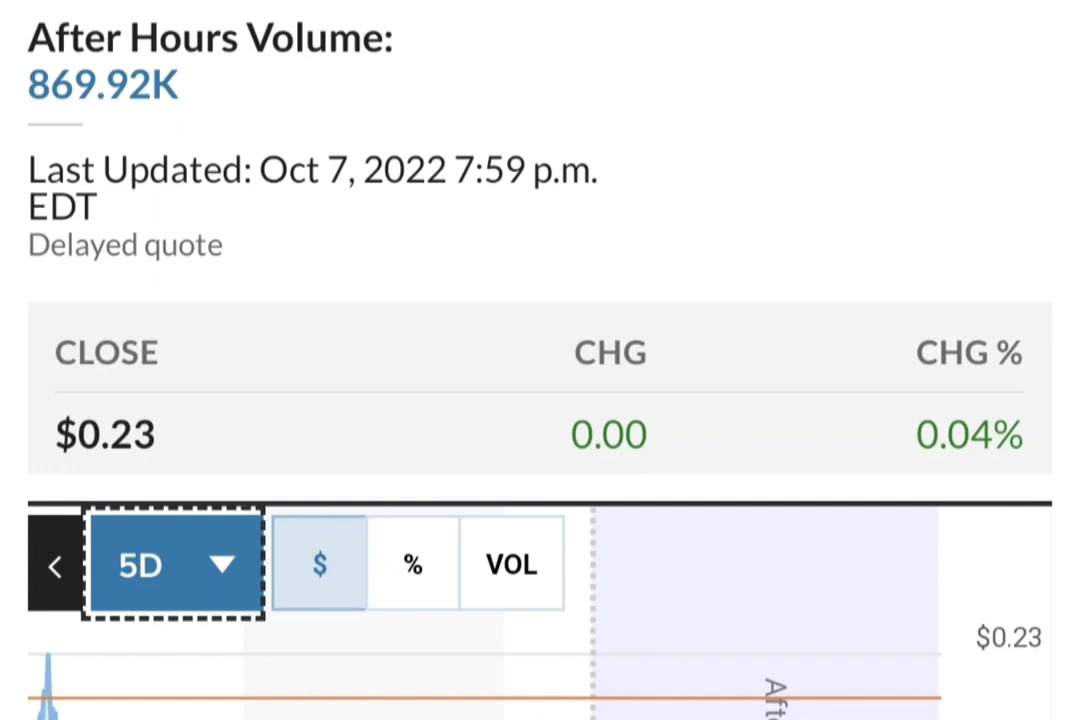 After Hours Volume:
869.92K
Last Updated: Oct 7, 2022 7:59 p.m.
EDT
Delayed quote
CLOSE CHG CHG %
$0.23 0.00 0.04%
5D $ % VOL
$0.23